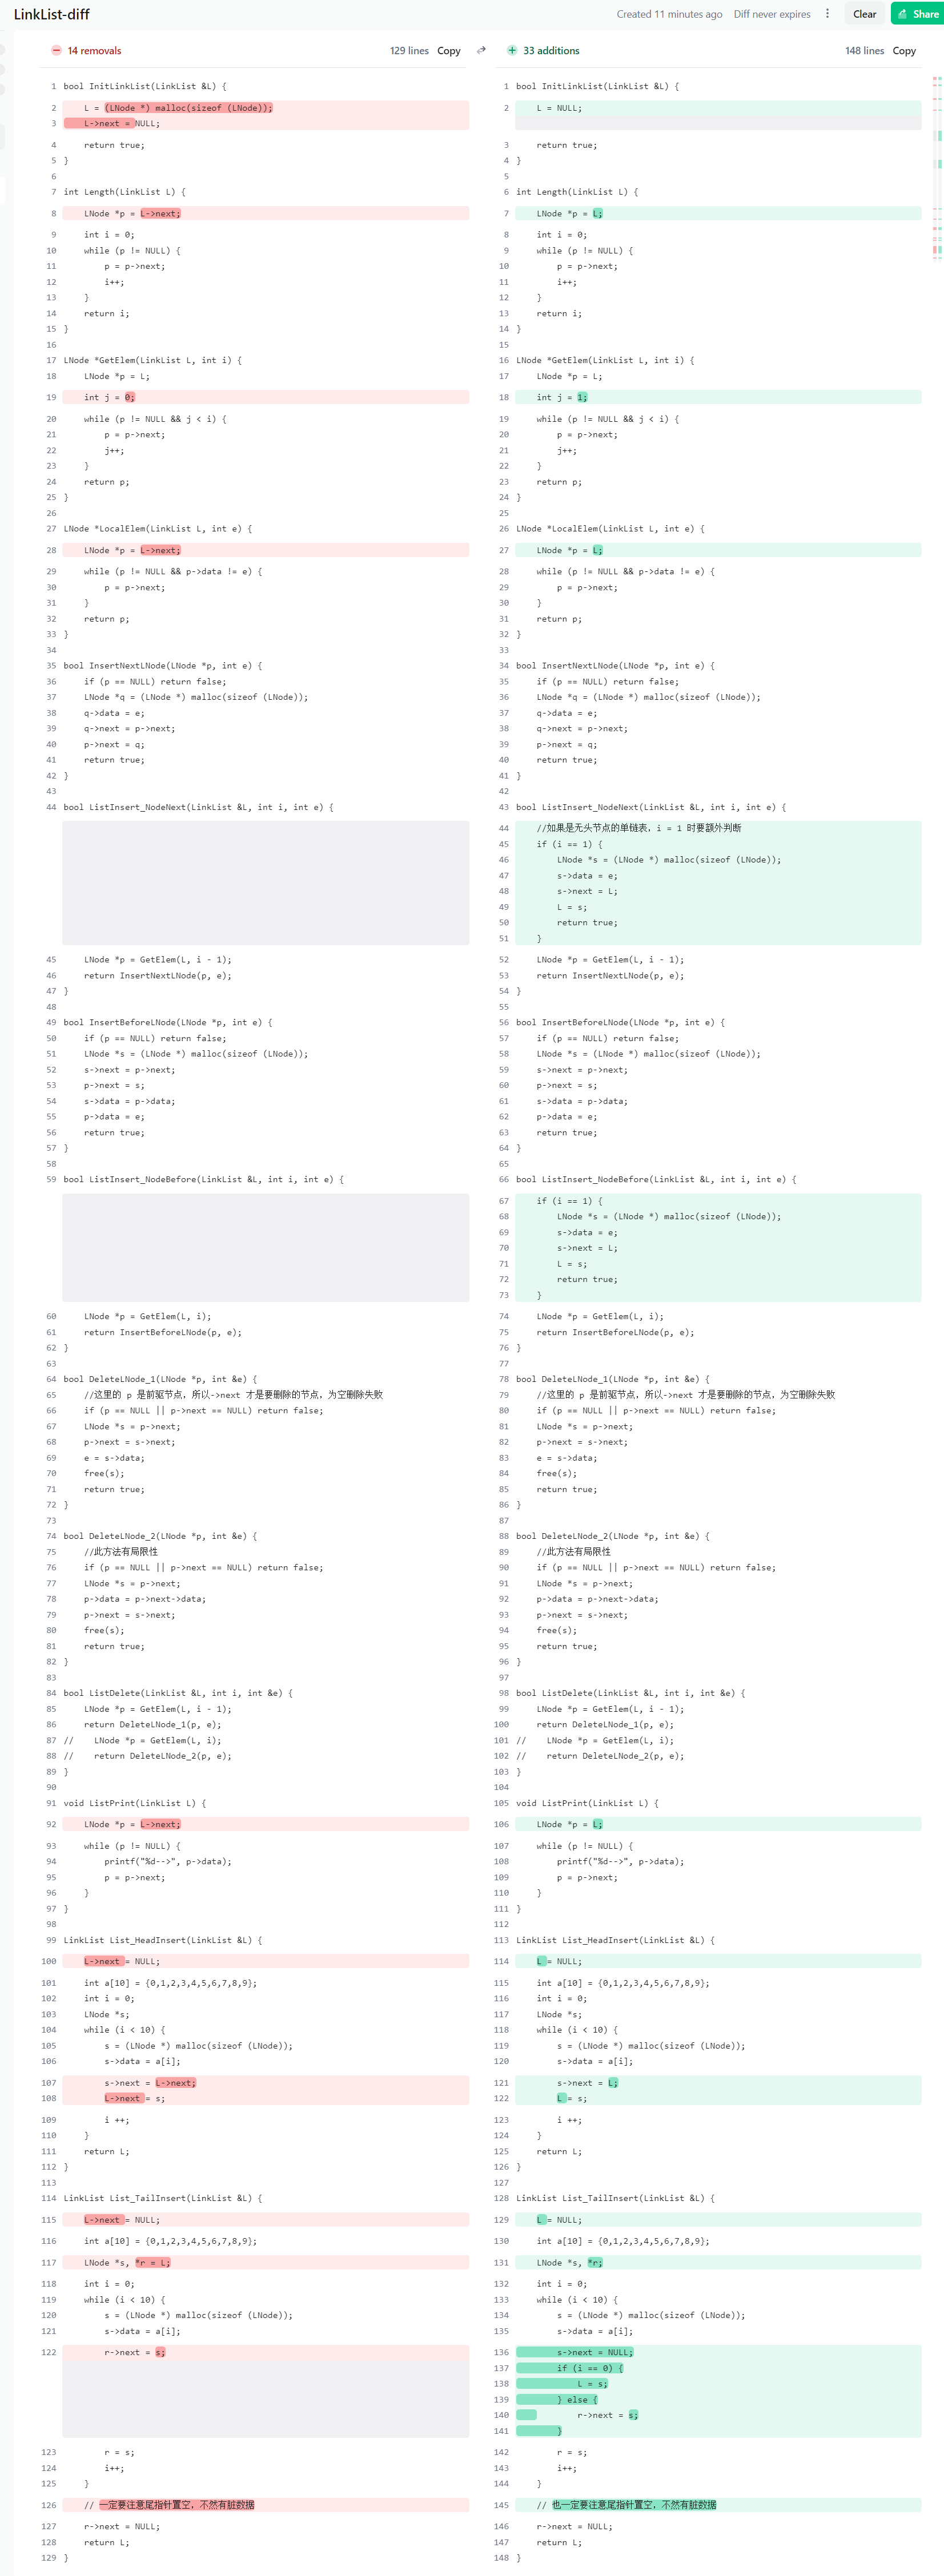 LinkList-diff
Created 11 minutes ago Diff never expires Clear Share
14 removals 129 lines Copy
1 bool InitLinkList(LinkList &L) {
2     L = (LNode *) malloc(sizeof (LNode));
3     L->next = NULL;
4     return true;
5 }
6
7 int Length(LinkList L) {
8     LNode *p = L->next;
9     int i = 0;
10     while (p != NULL) {
11         p = p->next;
12         i++;
13     }
14     return i;
15 }
16
17 LNode *GetElem(LinkList L, int i) {
18     LNode *p = L;
19     int j = 0;
20     while (p != NULL && j < i) {
21         p = p->next;
22         j++;
23     }
24     return p;
25 }
26
27 LNode *LocalElem(LinkList L, int e) {
28     LNode *p = L->next;
29     while (p != NULL && p->data != e) {
30         p = p->next;
31     }
32     return p;
33 }
34
35 bool InsertNextLNode(LNode *p, int e) {
36     if (p == NULL) return false;
37     LNode *q = (LNode *) malloc(sizeof (LNode));
38     q->data = e;
39     q->next = p->next;
40     p->next = q;
41     return true;
42 }
43
44 bool ListInsert_NodeNext(LinkList &L, int i, int e) {
45     LNode *p = GetElem(L, i - 1);
46     return InsertNextLNode(p, e);
47 }
48
49 bool InsertBeforeLNode(LNode *p, int e) {
50     if (p == NULL) return false;
51     LNode *s = (LNode *) malloc(sizeof (LNode));
52     s->next = p->next;
53     p->next = s;
54     s->data = p->data;
55     p->data = e;
56     return true;
57 }
58
59 bool ListInsert_NodeBefore(LinkList &L, int i, int e) {
60     LNode *p = GetElem(L, i);
61     return InsertBeforeLNode(p, e);
62 }
63
64 bool DeleteLNode_1(LNode *p, int &e) {
65     //这里的 p 是前驱节点，所以->next 才是要删除的节点，为空删除失败
66     if (p == NULL || p->next == NULL) return false;
67     LNode *s = p->next;
68     p->next = s->next;
69     e = s->data;
70     free(s);
71     return true;
72 }
73
74 bool DeleteLNode_2(LNode *p, int &e) {
75     //此方法有局限性
76     if (p == NULL || p->next == NULL) return false;
77     LNode *s = p->next;
78     p->data = p->next->data;
79     p->next = s->next;
80     free(s);
81     return true;
82 }
83
84 bool ListDelete(LinkList &L, int i, int &e) {
85     LNode *p = GetElem(L, i - 1);
86     return DeleteLNode_1(p, e);
87 //    LNode *p = GetElem(L, i);
88 //    return DeleteLNode_2(p, e);
89 }
90
91 void ListPrint(LinkList L) {
92     LNode *p = L->next;
93     while (p != NULL) {
94         printf("%d-->", p->data);
95         p = p->next;
96     }
97 }
98
99 LinkList List_HeadInsert(LinkList &L) {
100     L->next = NULL;
101     int a[10] = {0,1,2,3,4,5,6,7,8,9};
102     int i = 0;
103     LNode *s;
104     while (i < 10) {
105         s = (LNode *) malloc(sizeof (LNode));
106         s->data = a[i];
107         s->next = L->next;
108         L->next = s;
109         i ++;
110     }
111     return L;
112 }
113
114 LinkList List_TailInsert(LinkList &L) {
115     L->next = NULL;
116     int a[10] = {0,1,2,3,4,5,6,7,8,9};
117     LNode *s, *r = L;
118     int i = 0;
119     while (i < 10) {
120         s = (LNode *) malloc(sizeof (LNode));
121         s->data = a[i];
122         r->next = s;
123         r = s;
124         i++;
125     }
126     // 一定要注意尾指针置空，不然有脏数据
127     r->next = NULL;
128     return L;
129 }
33 additions 148 lines Copy
1 bool InitLinkList(LinkList &L) {
2     L = NULL;
3     return true;
4 }
5
6 int Length(LinkList L) {
7     LNode *p = L;
8     int i = 0;
9     while (p != NULL) {
10         p = p->next;
11         i++;
12     }
13     return i;
14 }
15
16 LNode *GetElem(LinkList L, int i) {
17     LNode *p = L;
18     int j = 1;
19     while (p != NULL && j < i) {
20         p = p->next;
21         j++;
22     }
23     return p;
24 }
25
26 LNode *LocalElem(LinkList L, int e) {
27     LNode *p = L;
28     while (p != NULL && p->data != e) {
29         p = p->next;
30     }
31     return p;
32 }
33
34 bool InsertNextLNode(LNode *p, int e) {
35     if (p == NULL) return false;
36     LNode *q = (LNode *) malloc(sizeof (LNode));
37     q->data = e;
38     q->next = p->next;
39     p->next = q;
40     return true;
41 }
42
43 bool ListInsert_NodeNext(LinkList &L, int i, int e) {
44     //如果是无头节点的单链表，i = 1 时要额外判断
45     if (i == 1) {
46         LNode *s = (LNode *) malloc(sizeof (LNode));
47         s->data = e;
48         s->next = L;
49         L = s;
50         return true;
51     }
52     LNode *p = GetElem(L, i - 1);
53     return InsertNextLNode(p, e);
54 }
55
56 bool InsertBeforeLNode(LNode *p, int e) {
57     if (p == NULL) return false;
58     LNode *s = (LNode *) malloc(sizeof (LNode));
59     s->next = p->next;
60     p->next = s;
61     s->data = p->data;
62     p->data = e;
63     return true;
64 }
65
66 bool ListInsert_NodeBefore(LinkList &L, int i, int e) {
67     if (i == 1) {
68         LNode *s = (LNode *) malloc(sizeof (LNode));
69         s->data = e;
70         s->next = L;
71         L = s;
72         return true;
73     }
74     LNode *p = GetElem(L, i);
75     return InsertBeforeLNode(p, e);
76 }
77
78 bool DeleteLNode_1(LNode *p, int &e) {
79     //这里的 p 是前驱节点，所以->next 才是要删除的节点，为空删除失败
80     if (p == NULL || p->next == NULL) return false;
81     LNode *s = p->next;
82     p->next = s->next;
83     e = s->data;
84     free(s);
85     return true;
86 }
87
88 bool DeleteLNode_2(LNode *p, int &e) {
89     //此方法有局限性
90     if (p == NULL || p->next == NULL) return false;
91     LNode *s = p->next;
92     p->data = p->next->data;
93     p->next = s->next;
94     free(s);
95     return true;
96 }
97
98 bool ListDelete(LinkList &L, int i, int &e) {
99     LNode *p = GetElem(L, i - 1);
100     return DeleteLNode_1(p, e);
101 //    LNode *p = GetElem(L, i);
102 //    return DeleteLNode_2(p, e);
103 }
104
105 void ListPrint(LinkList L) {
106     LNode *p = L;
107     while (p != NULL) {
108         printf("%d-->", p->data);
109         p = p->next;
110     }
111 }
112
113 LinkList List_HeadInsert(LinkList &L) {
114     L = NULL;
115     int a[10] = {0,1,2,3,4,5,6,7,8,9};
116     int i = 0;
117     LNode *s;
118     while (i < 10) {
119         s = (LNode *) malloc(sizeof (LNode));
120         s->data = a[i];
121         s->next = L;
122         L = s;
123         i ++;
124     }
125     return L;
126 }
127
128 LinkList List_TailInsert(LinkList &L) {
129     L = NULL;
130     int a[10] = {0,1,2,3,4,5,6,7,8,9};
131     LNode *s, *r;
132     int i = 0;
133     while (i < 10) {
134         s = (LNode *) malloc(sizeof (LNode));
135         s->data = a[i];
136         s->next = NULL;
137         if (i == 0) {
138             L = s;
139         } else {
140             r->next = s;
141         }
142         r = s;
143         i++;
144     }
145     // 也一定要注意尾指针置空，不然有脏数据
146     r->next = NULL;
147     return L;
148 }